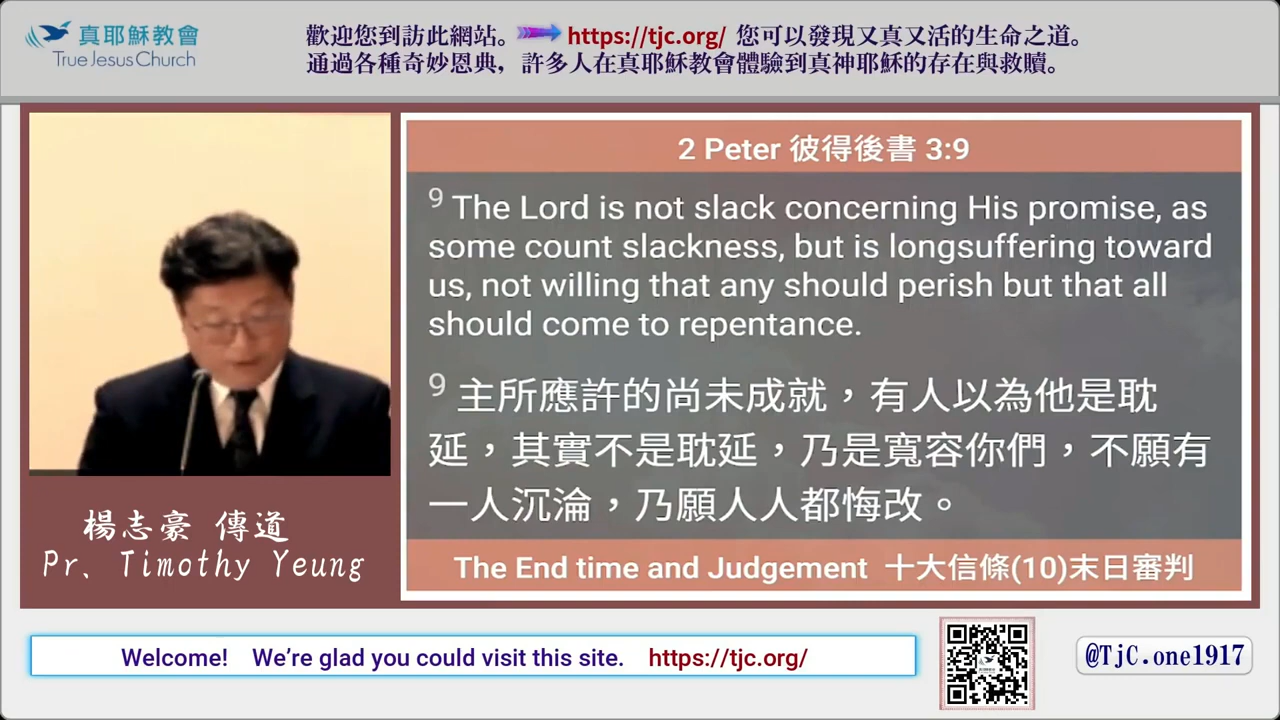 真耶穌教會
True Jesus Church
歡迎您到訪此網站。 https://tjc.org/ 您可以發現又真又活的生命之道。
通過各種奇妙恩典，許多人在真耶穌教會體驗到真神耶穌的存在與救贖。
2 Peter 彼得後書 3:9
9 The Lord is not slack concerning His promise, as
some count slackness, but is longsuffering toward
us, not willing that any should perish but that all
should come to repentance.
9 主所應許的尚未成就，有人以為他是耽
延，其實不是耽延，乃是寬容你們，不願有
一人沉淪，乃願人人都悔改。
The End time and Judgement 十大信條(10)末日審判
楊志豪 傳道
Pr. Timothy Yeung
Welcome! We’re glad you could visit this site. https://tjc.org/
@TjC.one1917